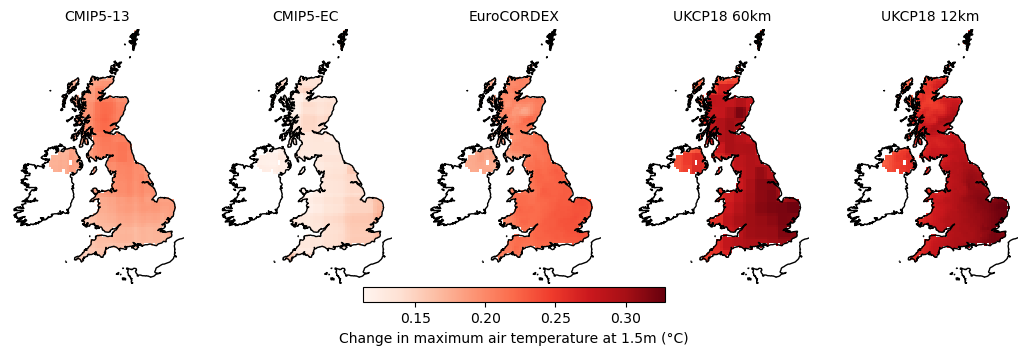 CMIP5-13 CMIP5-EC EuroCORDEX UKCP18 60km UKCP18 12km
0.15 0.20 0.25 0.30
Change in maximum air temperature at 1.5m (°C)